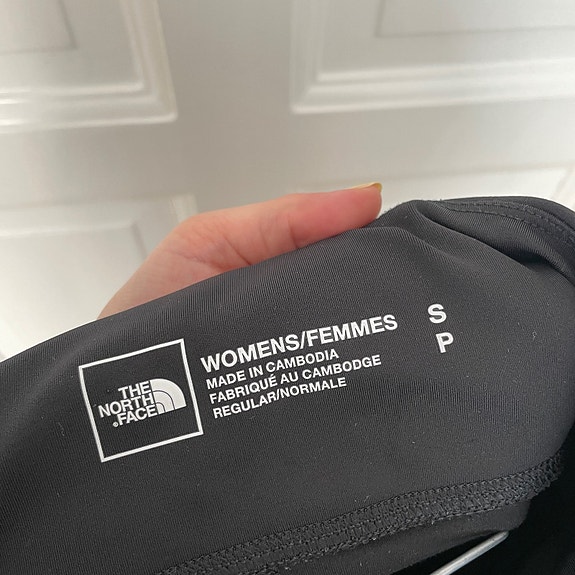 THE
NORTH
FACE
WOMENS/FEMMES
MADE IN CAMBODIA
FABRIQUÉ AU CAMBODGE
REGULAR/NORMALE
S
P